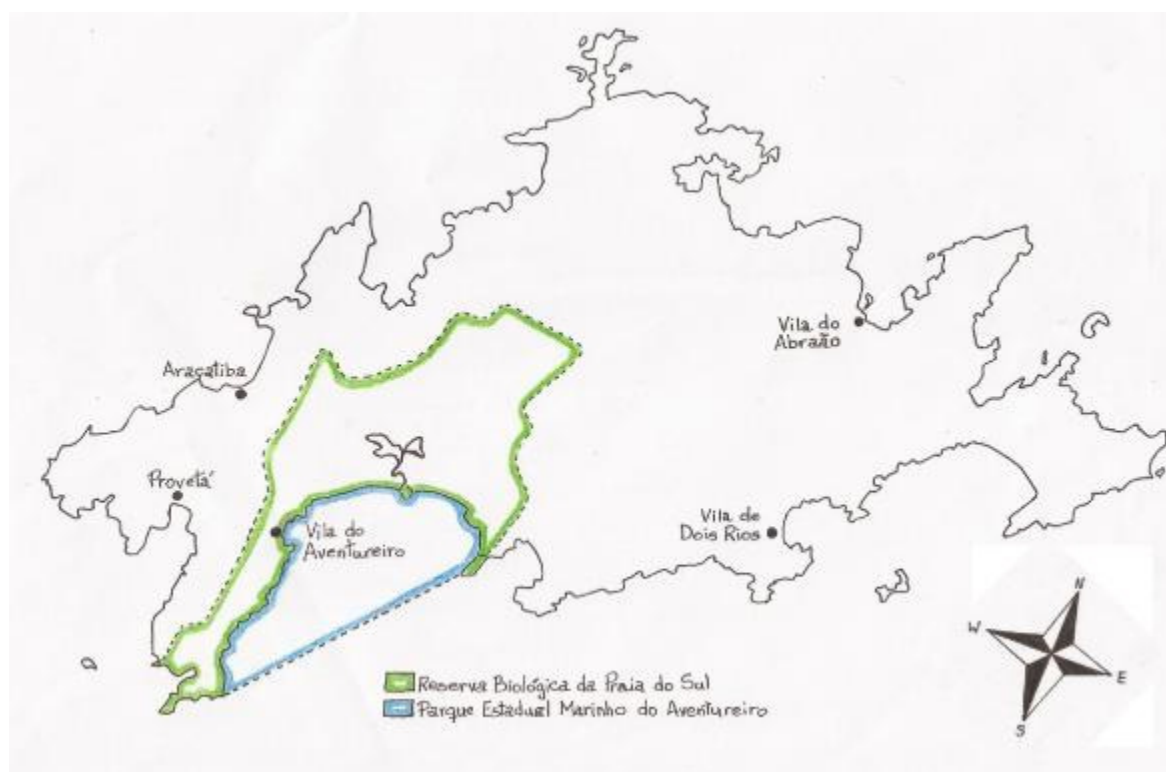 Vila do
Abraão
Araçatiba
Provetá
Vila do
Aventureiro
Vila de
Dois Rios
N
W
E
S
Reserva Biológica da Praia do Sul
Parque Estadual Marinho do Aventureiro